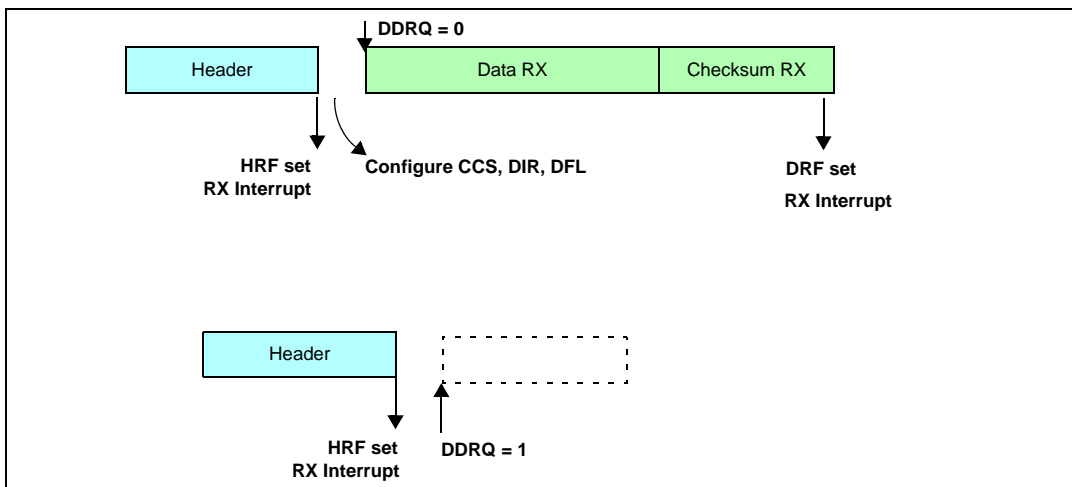 DDRQ = 0
Header
Data RX
Checksum RX
HRF set
RX Interrupt
Configure CCS, DIR, DFL
DRF set
RX Interrupt
Header
HRF set
RX Interrupt
DDRQ = 1